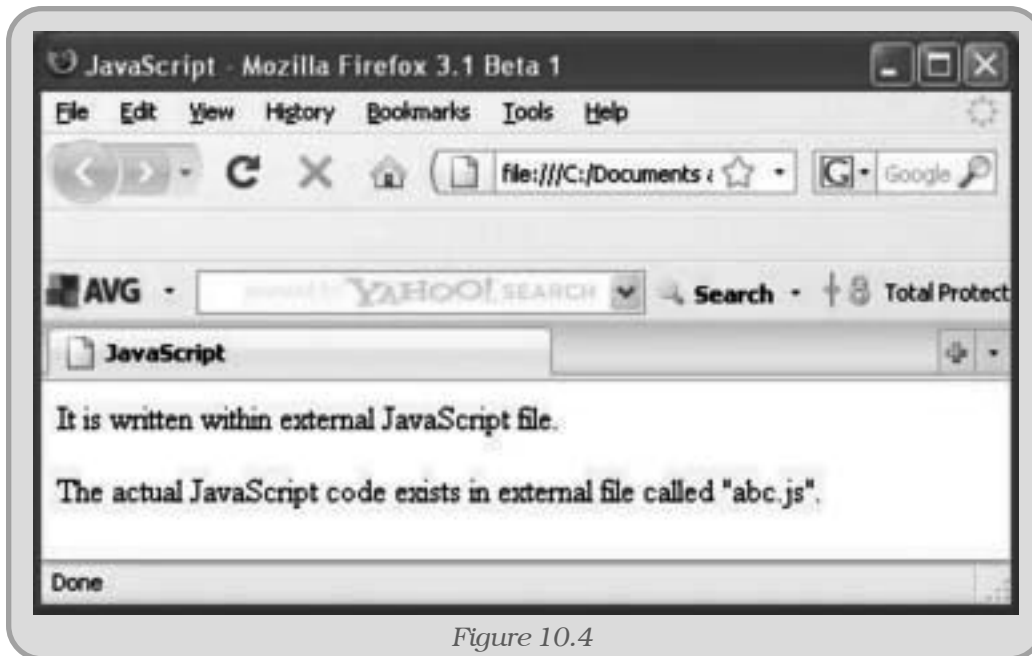 JavaScript - Mozilla Firefox 3.1 Beta 1
File Edit View History Bookmarks Tools Help
file:///C:/Documents a G Google
AVG YAHOO! SEARCH Search Total Protect
JavaScript
It is written within external JavaScript file.
The actual JavaScript code exists in external file called "abc.js".
Done
Figure 10.4